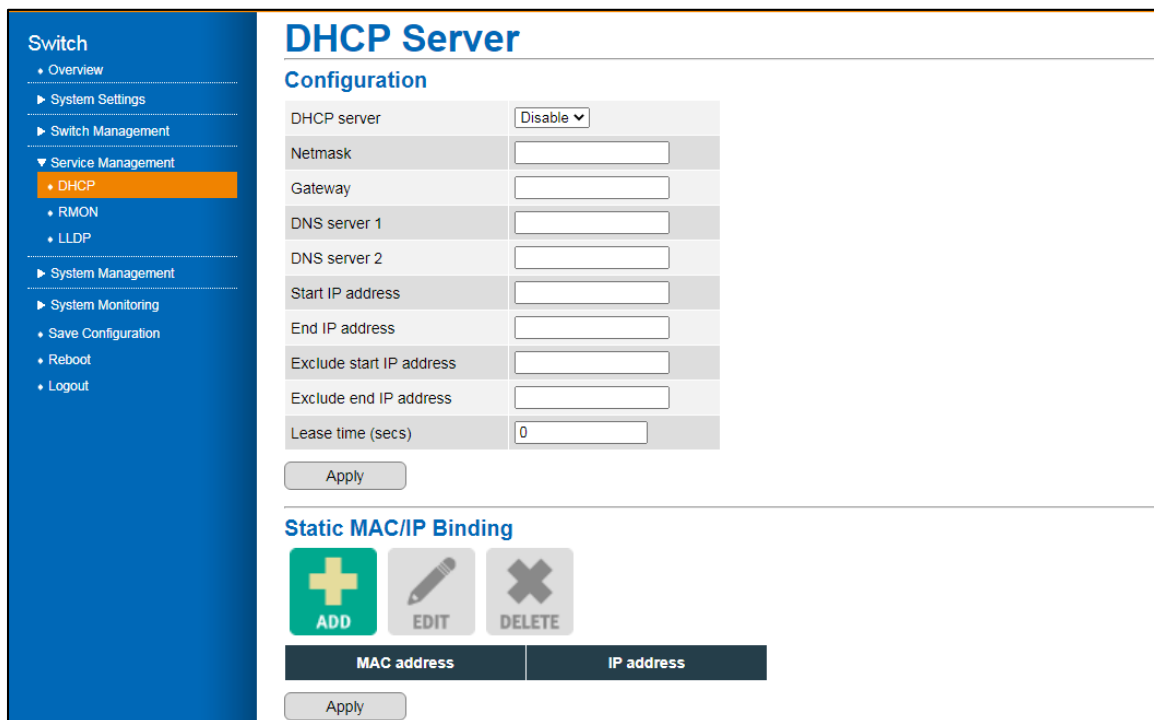 Switch
Overview
System Settings
Switch Management
Service Management
DHCP
RMON
LLDP
System Management
System Monitoring
Save Configuration
Reboot
Logout
DHCP Server
Configuration
DHCP server Disable
Netmask
Gateway
DNS server 1
DNS server 2
Start IP address
End IP address
Exclude start IP address
Exclude end IP address
Lease time (secs) 0
Apply
Static MAC/IP Binding
ADD EDIT DELETE
MAC address IP address
Apply